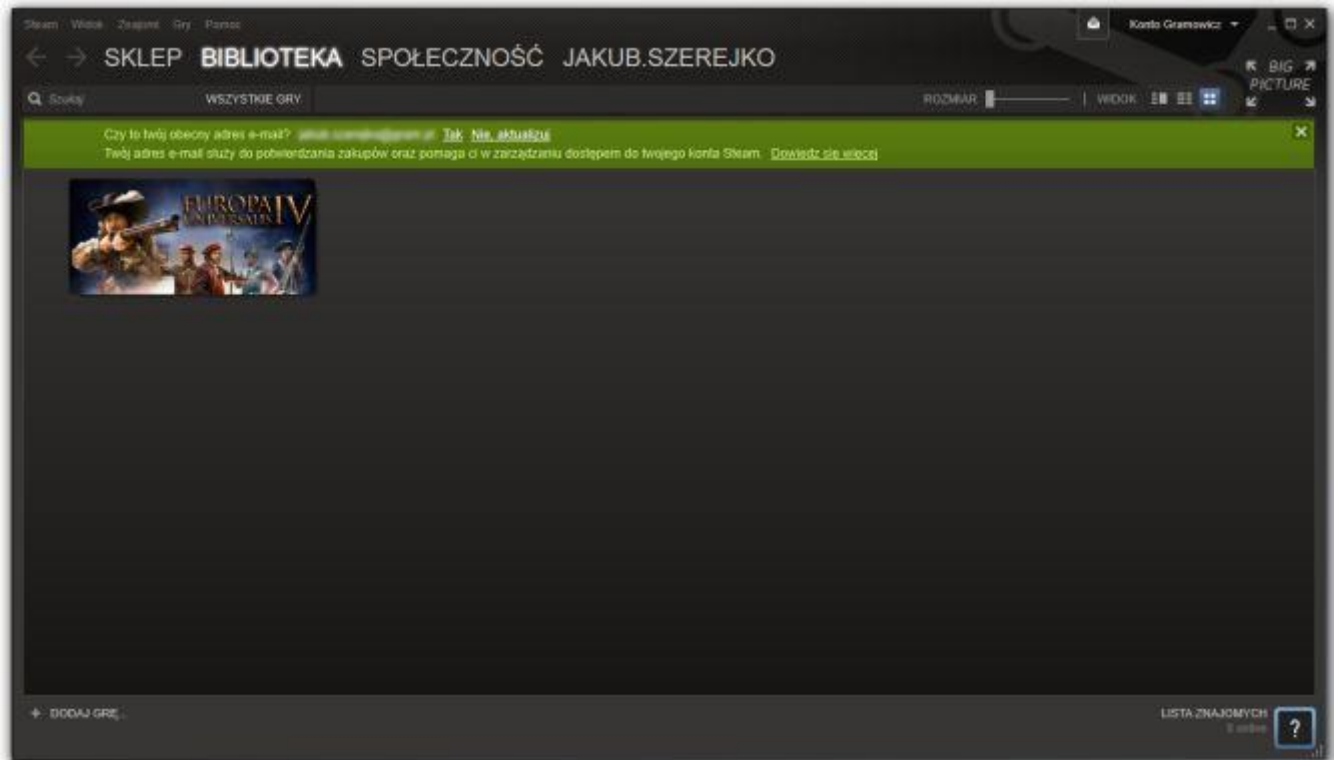 Steam Widok Znajomi Gry Pomoc
Konto Gramowicz
SKLEP BIBLIOTEKA SPOŁECZNOŚĆ JAKUB.SZEREJKO
BIG PICTURE
Szukaj
WSZYSTKIE GRY
ROZMIAR
WIDOK
Czy to twój obecny adres e-mail? Tak Nie, aktualizuj
Twój adres e-mail służy do potwierdzania zakupów oraz pomaga ci w zarządzaniu dostępem do twojego konta Steam. Dowiedz się więcej
EUROPA IV
UNIVERSALIS
+ DODAJ GRĘ...
LISTA ZNAJOMYCH
online
?